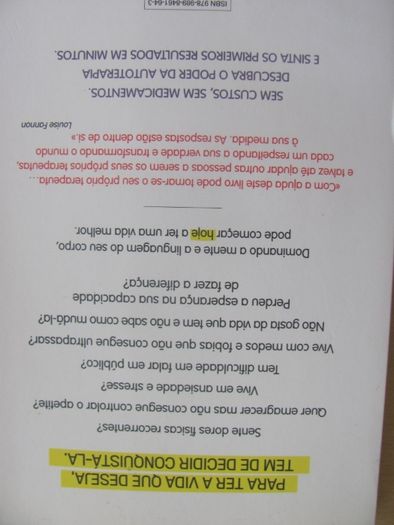 PARA TER A VIDA QUE DESEJA,
TEM DE DECIDIR CONQUISTÁ-LA.
Sente dores físicas recorrentes?
Quer emagrecer mas não consegue controlar o apetite?
Vive em ansiedade e stresse?
Tem dificuldade em falar em público?
Vive com medos e fobias que não consegue ultrapassar?
Não gosta da vida que tem e não sabe como mudá-la?
Perdeu a esperança na sua capacidade
de fazer a diferença?
Dominando a mente e a linguagem do seu corpo,
pode começar hoje a ter uma vida melhor.
«Com a ajuda deste livro pode tornar-se o seu próprio terapeuta...
e talvez até ajudar outras pessoas a serem os seus próprios terapeutas,
cada um respeitando a sua verdade e transformando o mundo
à sua medida. As respostas estão dentro de si.»
Louise Fannon
SEM CUSTOS, SEM MEDICAMENTOS.
DESCUBRA O PODER DA AUTOTERAPIA
E SINTA OS PRIMEIROS RESULTADOS EM MINUTOS.
ISBN 978-989-8461-64-3